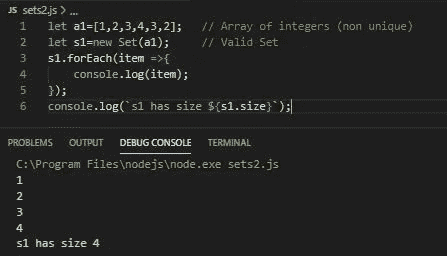 JS sets2.js > ...
1 let a1=[1,2,3,4,3,2]; // Array of integers (non unique)
2 let s1=new Set(a1); // Valid Set
3 s1.forEach(item =>{
4 console.log(item);
5 });
6 console.log(`s1 has size ${s1.size}`);
PROBLEMS OUTPUT DEBUG CONSOLE TERMINAL
C:\Program Files\nodejs\node.exe sets2.js
1
2
3
4
s1 has size 4